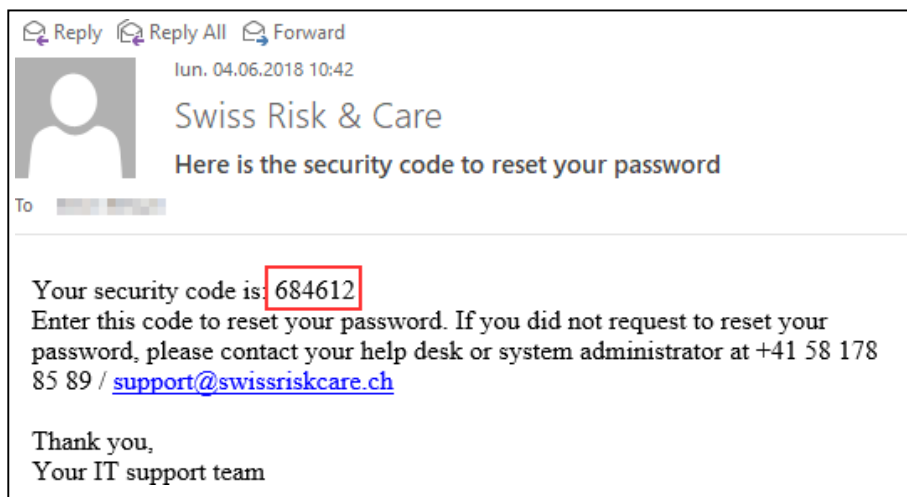 Reply Reply All Forward
lun. 04.06.2018 10:42
Swiss Risk & Care
Here is the security code to reset your password
To
Your security code is: 684612
Enter this code to reset your password. If you did not request to reset your
password, please contact your help desk or system administrator at +41 58 178
85 89 / support@swissriskcare.ch
Thank you,
Your IT support team